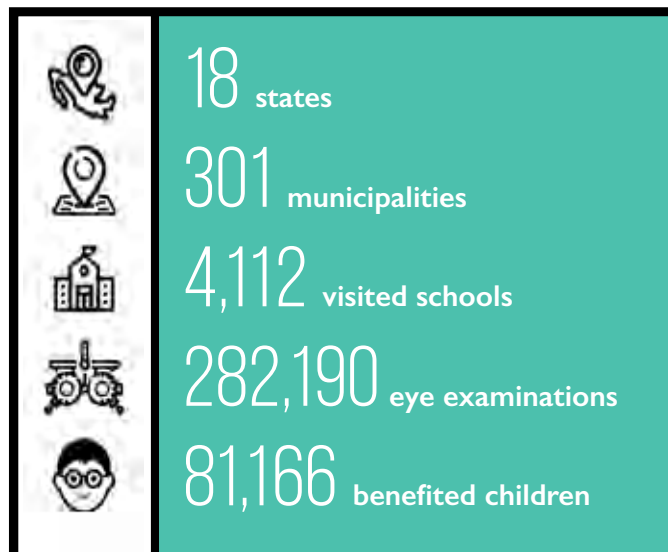 18 states
301 municipalities
4,112 visited schools
282,190 eye examinations
81,166 benefited children